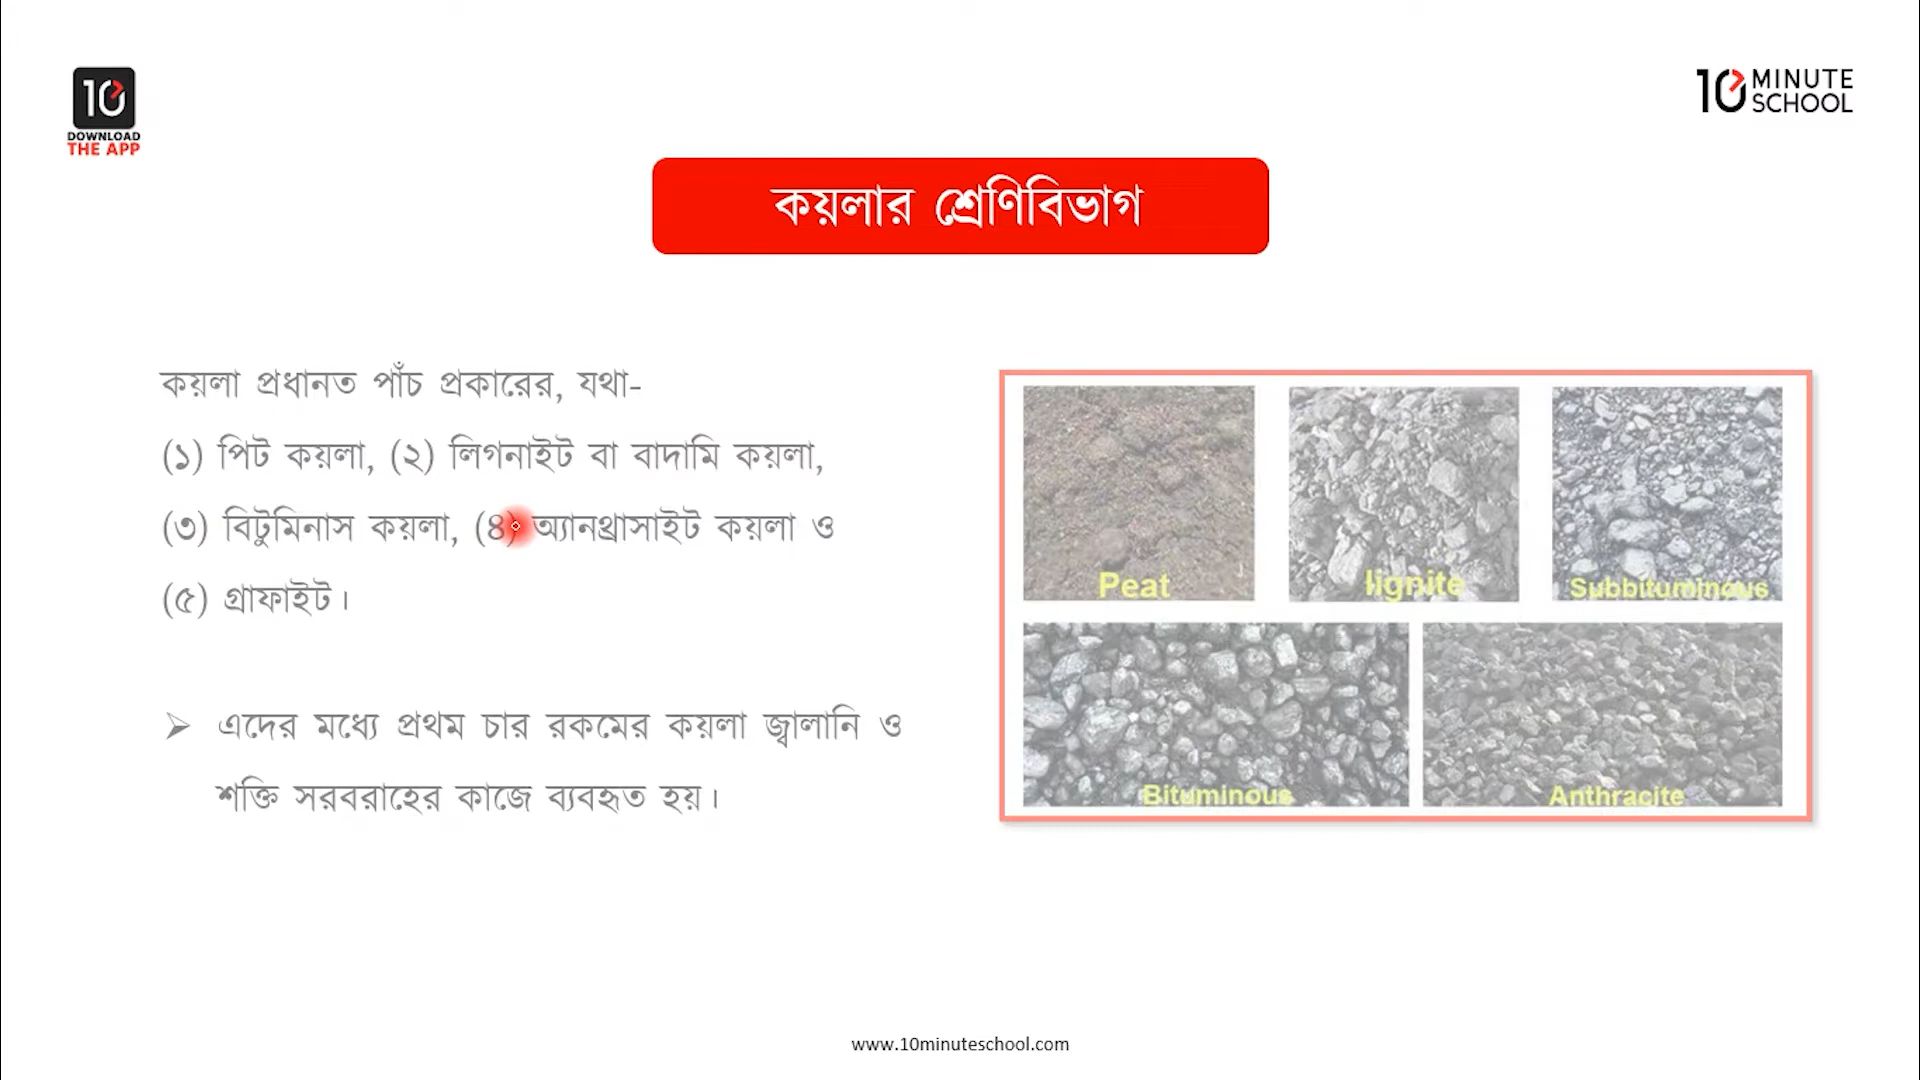 10
DOWNLOAD
THE APP
10 MINUTE
SCHOOL
কয়লার শ্রেণিবিভাগ
কয়লা প্রধানত পাঁচ প্রকারের, যথা-
(১) পিট কয়লা, (২) লিগনাইট বা বাদামি কয়লা,
(৩) বিটুমিনাস কয়লা, (৪) অ্যানথ্রাসাইট কয়লা ও
(৫) গ্রাফাইট।
➢ এদের মধ্যে প্রথম চার রকমের কয়লা জ্বালানি ও
শক্তি সরবরাহের কাজে ব্যবহৃত হয়।
Peat
lignite
Subbituminous
Bituminous
Anthracite
www.10minuteschool.com